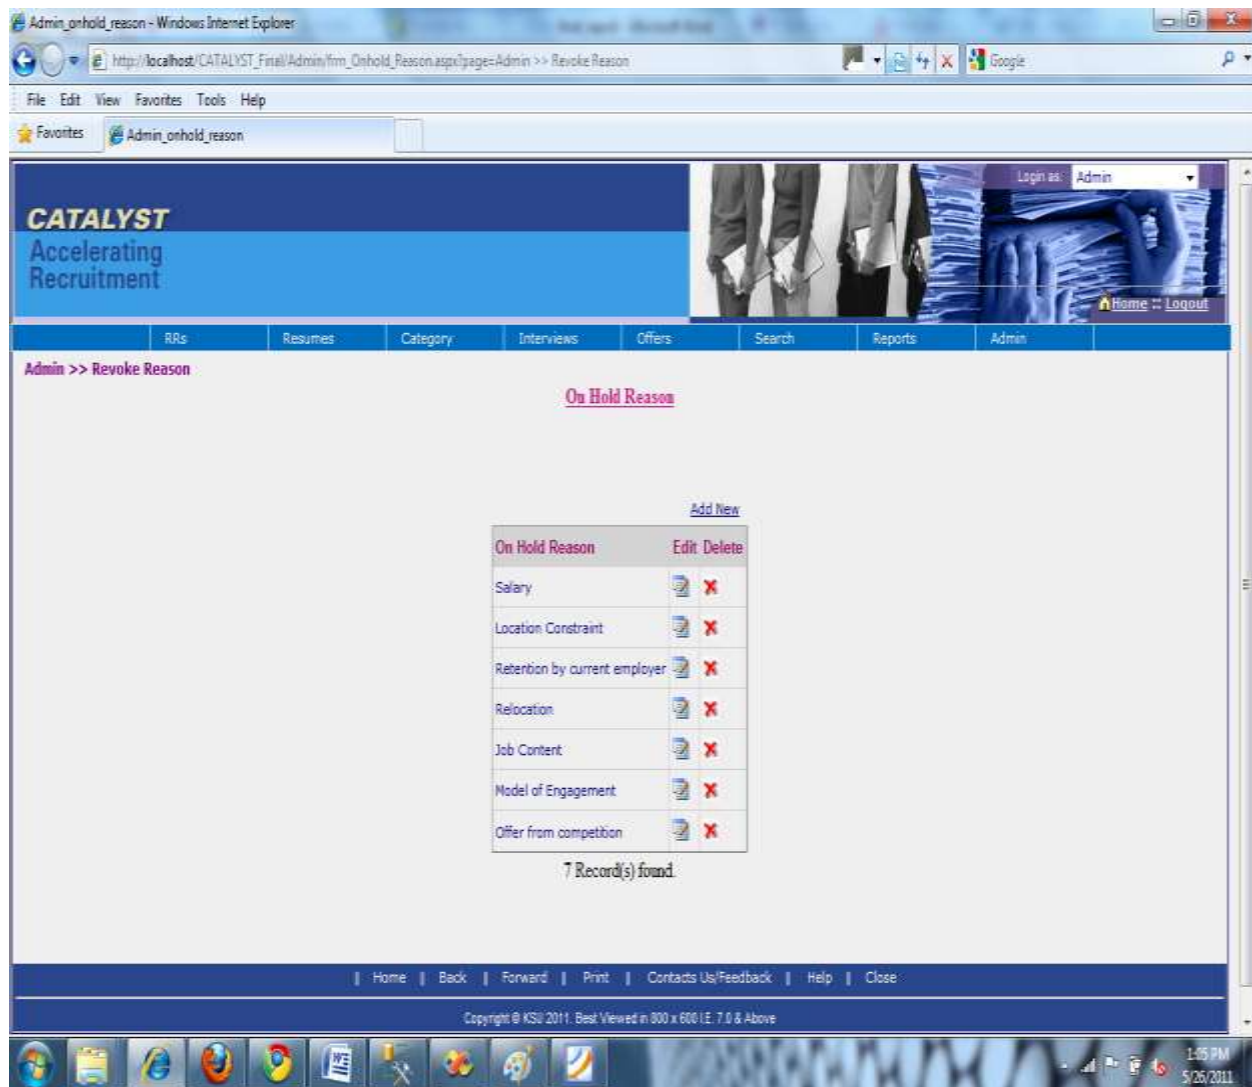 Admin_onhold_reason - Windows Internet Explorer
http://localhost/CATALYST_Final/Admin/frm_Onhold_Reason.aspx?page=Admin >> Revoke Reason
Google
File Edit View Favorites Tools Help
Favorites Admin_onhold_reason
Login as: Admin
CATALYST
Accelerating
Recruitment
Home :: Logout
RRs Resumes Category Interviews Offers Search Reports Admin
Admin >> Revoke Reason
On Hold Reason
Add New
On Hold Reason Edit Delete
Salary
Location Constraint
Retention by current employer
Relocation
Job Content
Model of Engagement
Offer from competition
7 Record(s) found.
| Home | Back | Forward | Print | Contacts Us/Feedback | Help | Close
Copyright @ KSU 2011. Best Viewed in 800 x 600 I.E. 7.0 & Above
1:05 PM
5/26/2011